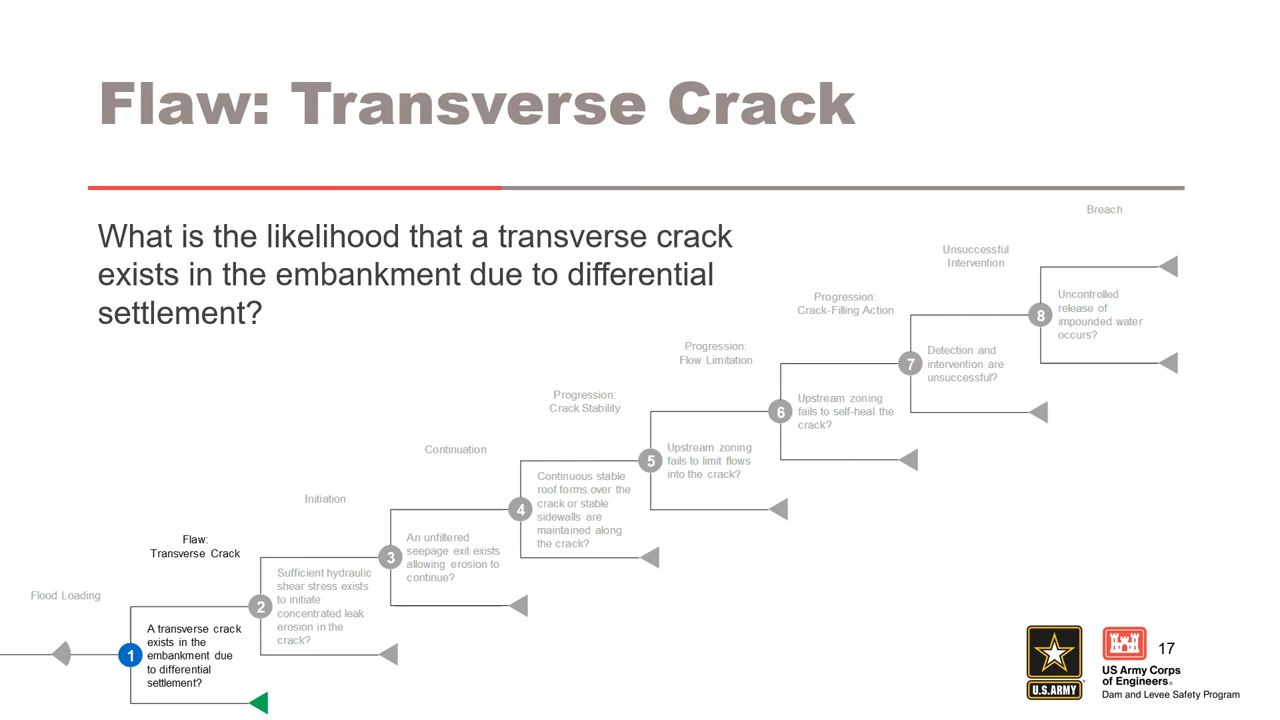 Flaw: Transverse Crack
What is the likelihood that a transverse crack
exists in the embankment due to differential
settlement?
Flood Loading
1
A transverse crack
exists in the
embankment due
to differential
settlement?
Flaw:
Transverse Crack
2
Sufficient hydraulic
shear stress exists
to initiate
concentrated leak
erosion in the
crack?
Initiation
3
An unfiltered
seepage exit exists
allowing erosion to
continue?
Continuation
4
Continuous stable
roof forms over the
crack or stable
sidewalls are
maintained along
the crack?
Progression:
Crack Stability
5
Upstream zoning
fails to limit flows
into the crack?
Progression:
Flow Limitation
6
Upstream zoning
fails to self-heal the
crack?
Progression:
Crack-Filling Action
7
Detection and
intervention are
unsuccessful?
Unsuccessful
Intervention
8
Uncontrolled
release of
impounded water
occurs?
Breach
U.S.ARMY
17
US Army Corps
of Engineers®
Dam and Levee Safety Program